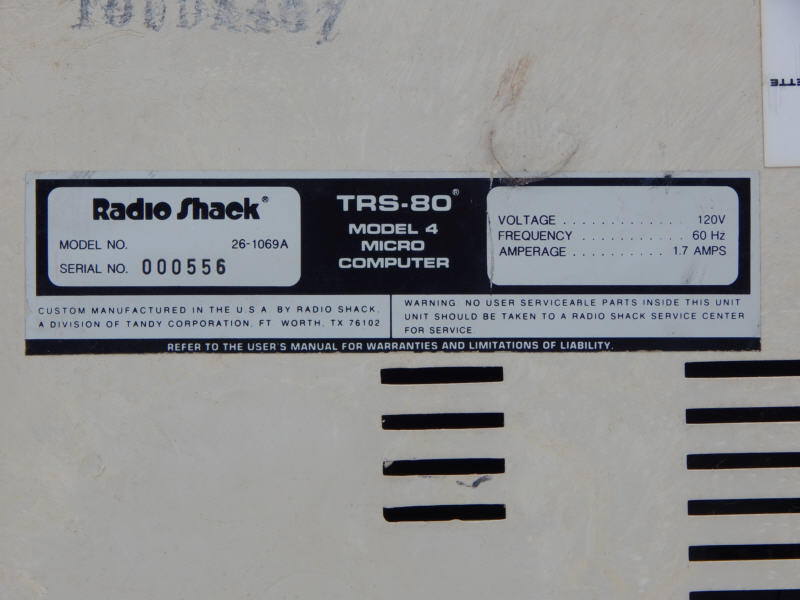 Radio Shack®
MODEL NO. 26-1069A
SERIAL NO. 000556
TRS-80®
MODEL 4
MICRO
COMPUTER
VOLTAGE . . . . . . . . . . . . . 120V
FREQUENCY . . . . . . . . . . . 60 Hz
AMPERAGE . . . . . . . . . . 1.7 AMPS
CUSTOM MANUFACTURED IN THE U.S.A. BY RADIO SHACK,
A DIVISION OF TANDY CORPORATION, FT. WORTH, TX 76102
WARNING: NO USER SERVICEABLE PARTS INSIDE THIS UNIT
UNIT SHOULD BE TAKEN TO A RADIO SHACK SERVICE CENTER
FOR SERVICE
REFER TO THE USER'S MANUAL FOR WARRANTIES AND LIMITATIONS OF LIABILITY.